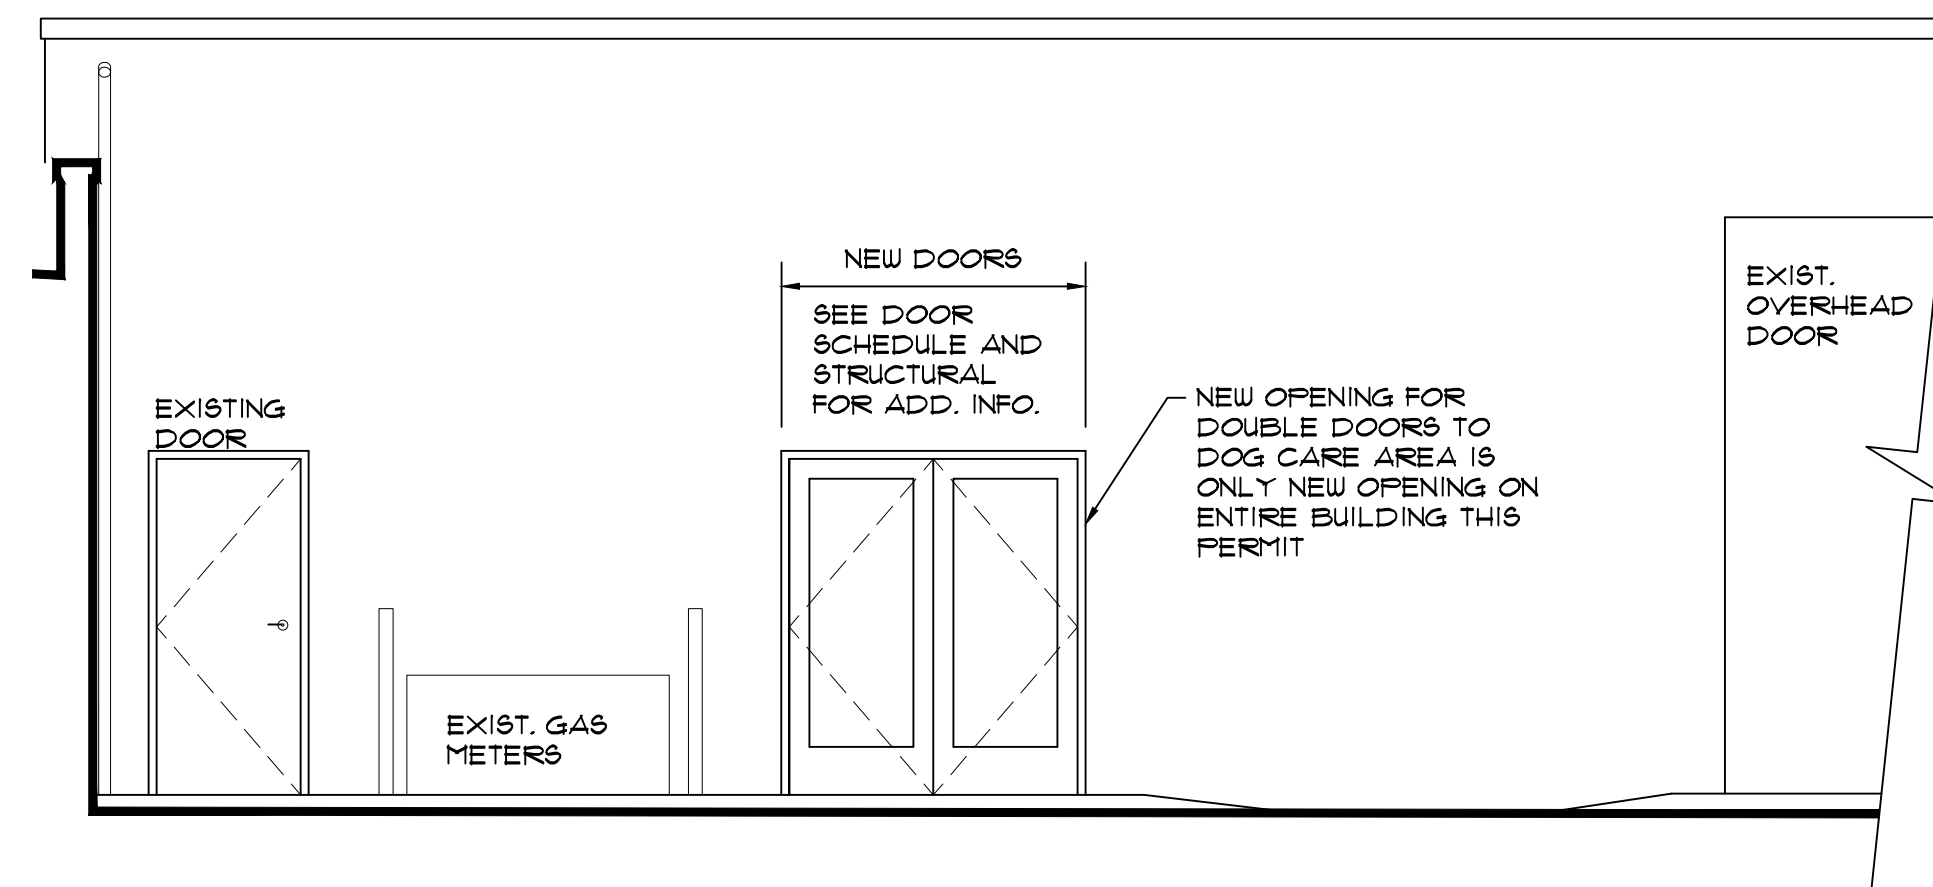 NEW DOORS
SEE DOOR
SCHEDULE AND
STRUCTURAL
FOR ADD. INFO.
EXIST.
OVERHEAD
DOOR
NEW OPENING FOR
DOUBLE DOORS TO
DOG CARE AREA IS
ONLY NEW OPENING ON
ENTIRE BUILDING THIS
PERMIT
EXISTING
DOOR
EXIST. GAS
METERS